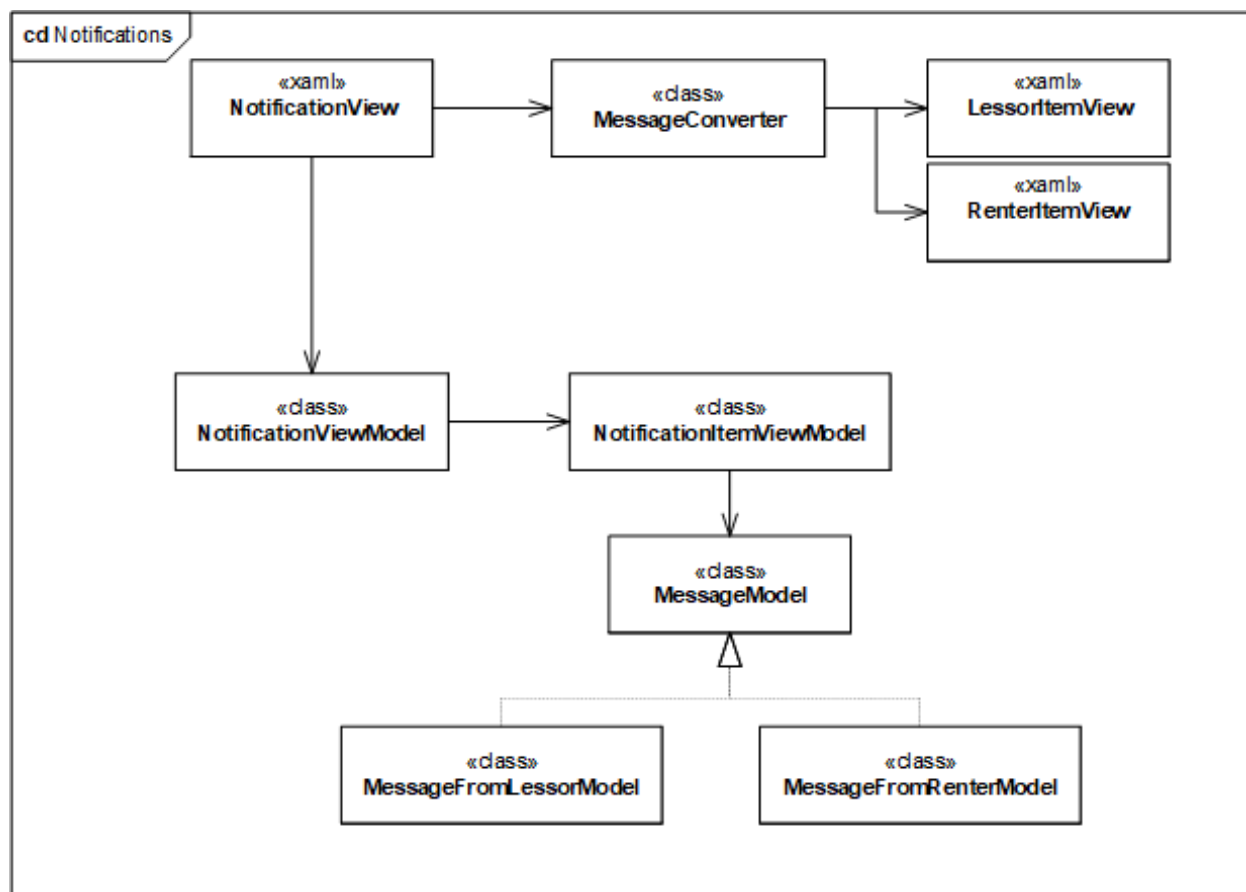 cd Notifications
«xaml»
NotificationView
«class»
MessageConverter
«xaml»
LessorItemView
«xaml»
RenterItemView
«class»
NotificationViewModel
«class»
NotificationItemViewModel
«class»
MessageModel
«class»
MessageFromLessorModel
«class»
MessageFromRenterModel